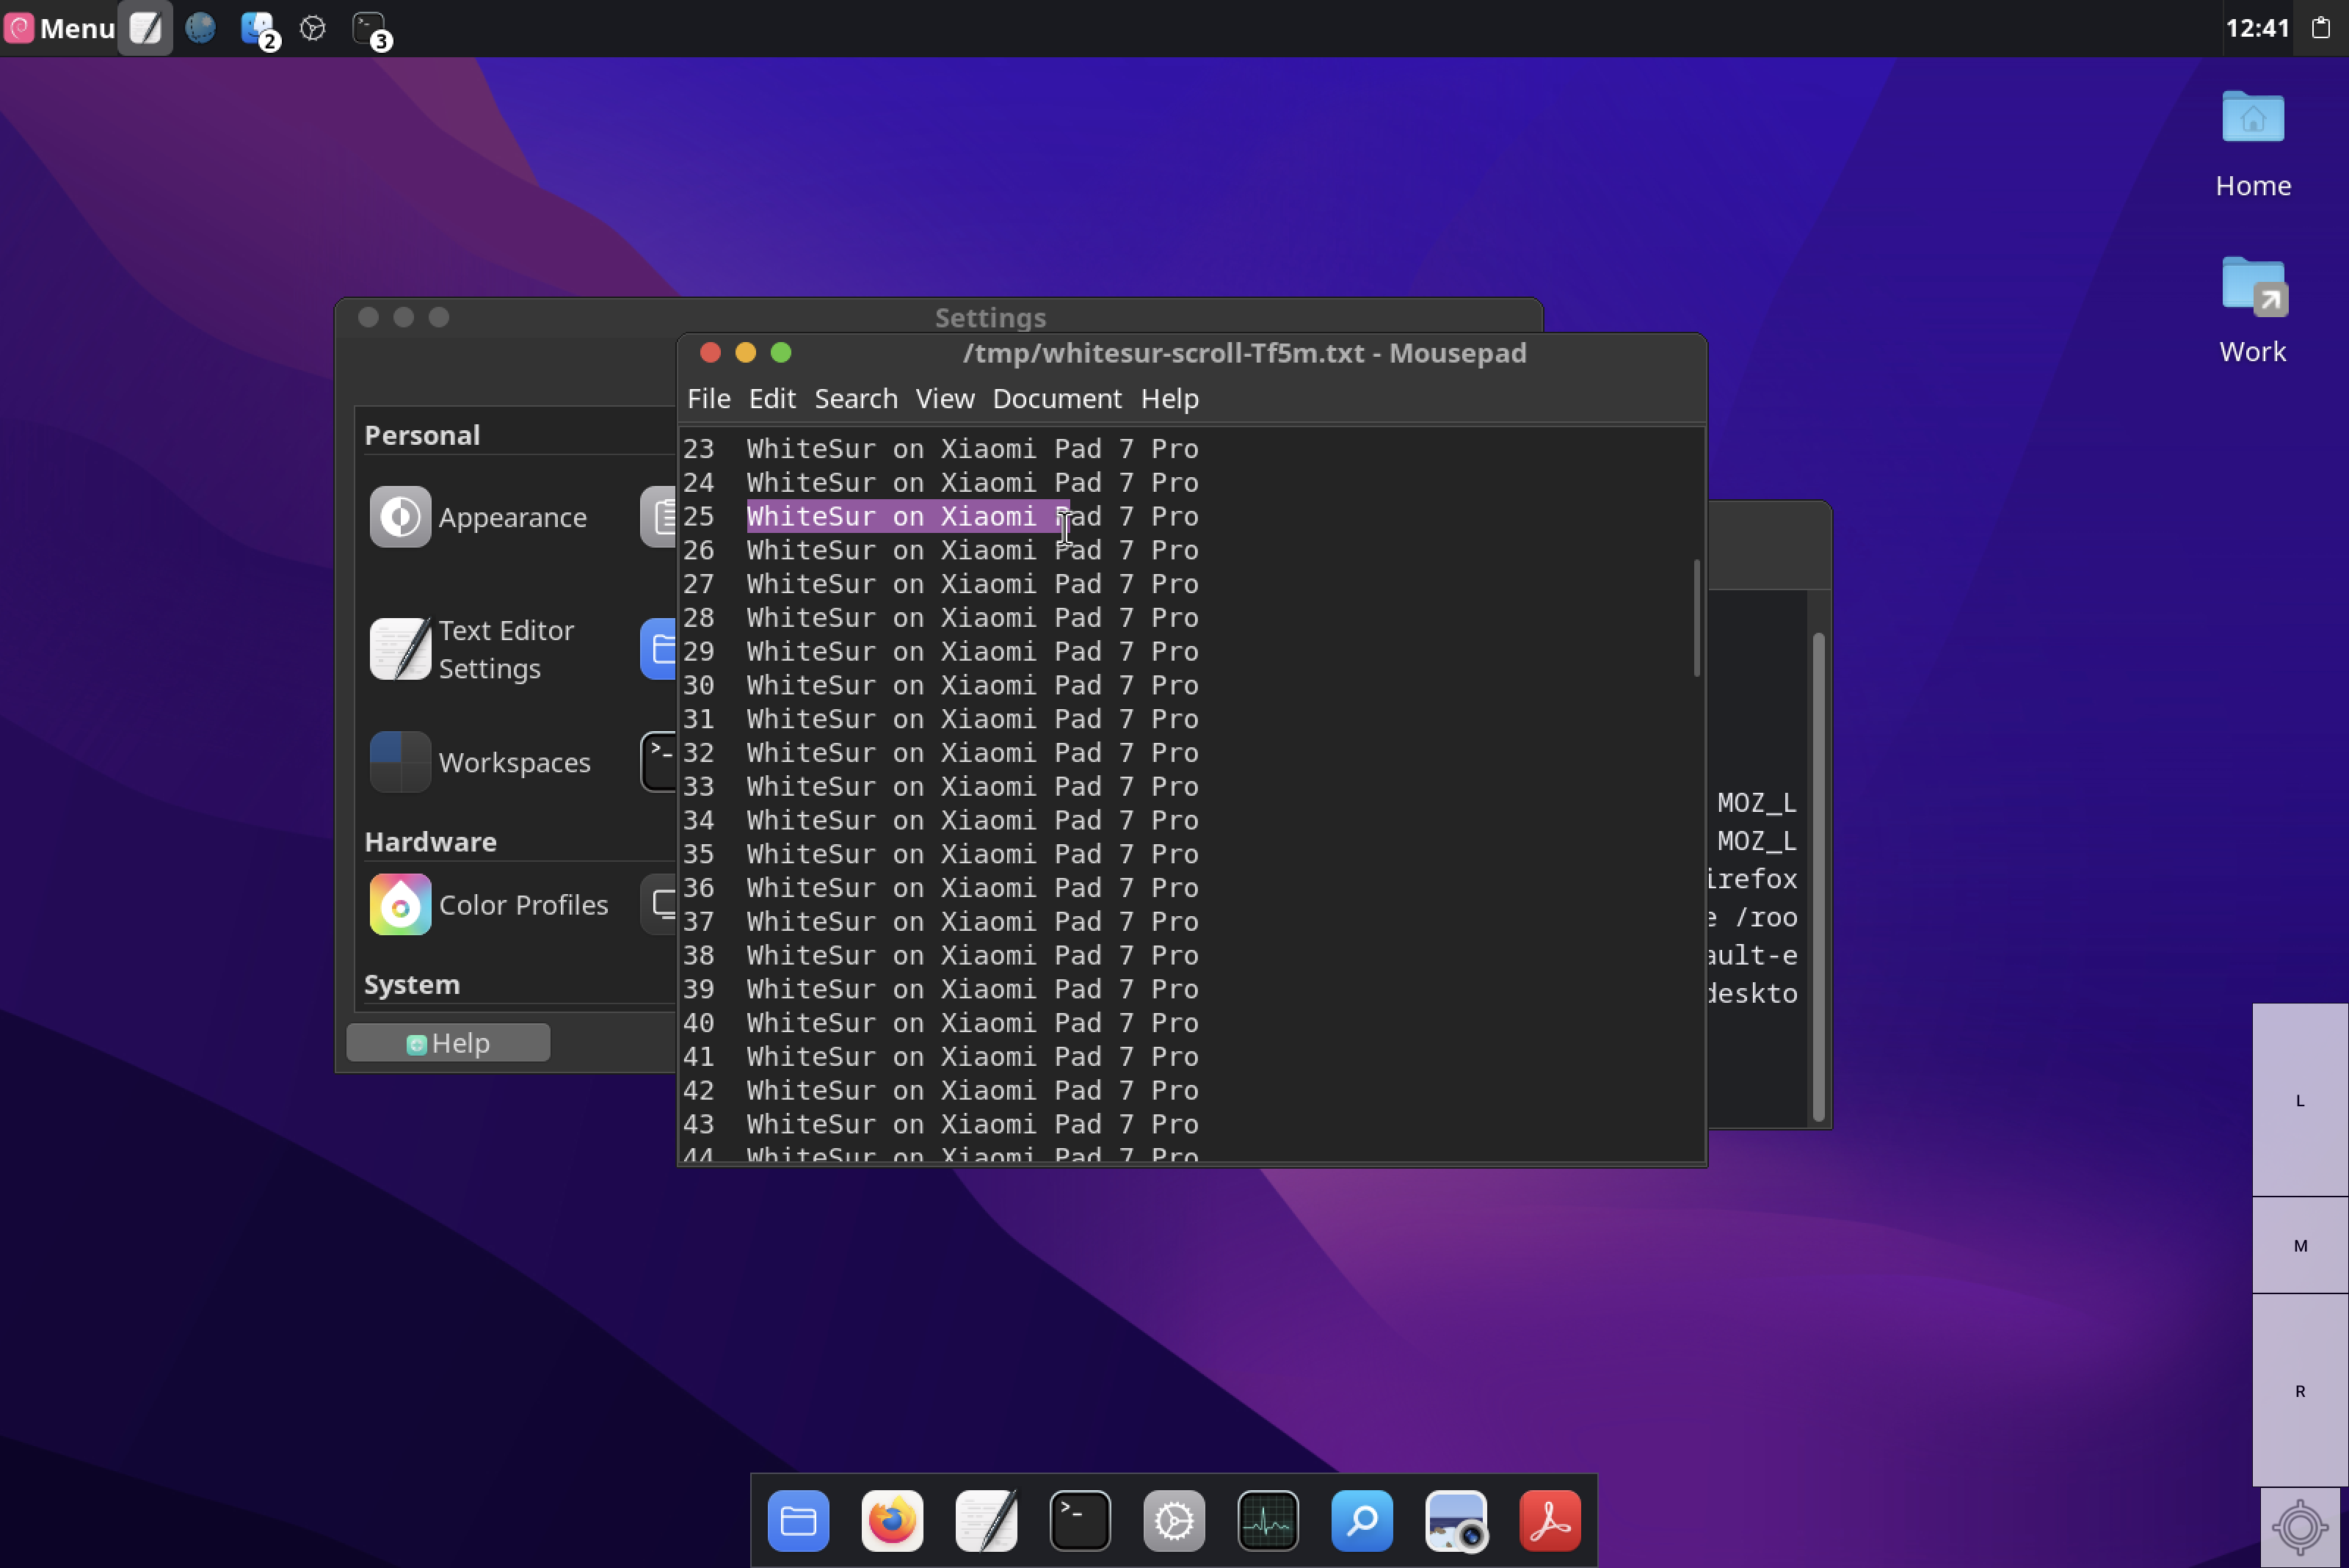 Menu
2
3
12:41
Home
Work
Settings
/tmp/whitesur-scroll-Tf5m.txt - Mousepad
File Edit Search View Document Help
Personal
Appearance
Text Editor
Settings
Workspaces
Hardware
Color Profiles
System
Help
23 WhiteSur on Xiaomi Pad 7 Pro
24 WhiteSur on Xiaomi Pad 7 Pro
25 WhiteSur on Xiaomi Pad 7 Pro
26 WhiteSur on Xiaomi Pad 7 Pro
27 WhiteSur on Xiaomi Pad 7 Pro
28 WhiteSur on Xiaomi Pad 7 Pro
29 WhiteSur on Xiaomi Pad 7 Pro
30 WhiteSur on Xiaomi Pad 7 Pro
31 WhiteSur on Xiaomi Pad 7 Pro
32 WhiteSur on Xiaomi Pad 7 Pro
33 WhiteSur on Xiaomi Pad 7 Pro
34 WhiteSur on Xiaomi Pad 7 Pro
35 WhiteSur on Xiaomi Pad 7 Pro
36 WhiteSur on Xiaomi Pad 7 Pro
37 WhiteSur on Xiaomi Pad 7 Pro
38 WhiteSur on Xiaomi Pad 7 Pro
39 WhiteSur on Xiaomi Pad 7 Pro
40 WhiteSur on Xiaomi Pad 7 Pro
41 WhiteSur on Xiaomi Pad 7 Pro
42 WhiteSur on Xiaomi Pad 7 Pro
43 WhiteSur on Xiaomi Pad 7 Pro
44 WhiteSur on Xiaomi Pad 7 Pro
MOZ_L
MOZ_L
irefox
e /roo
ault-e
deskto
L
M
R